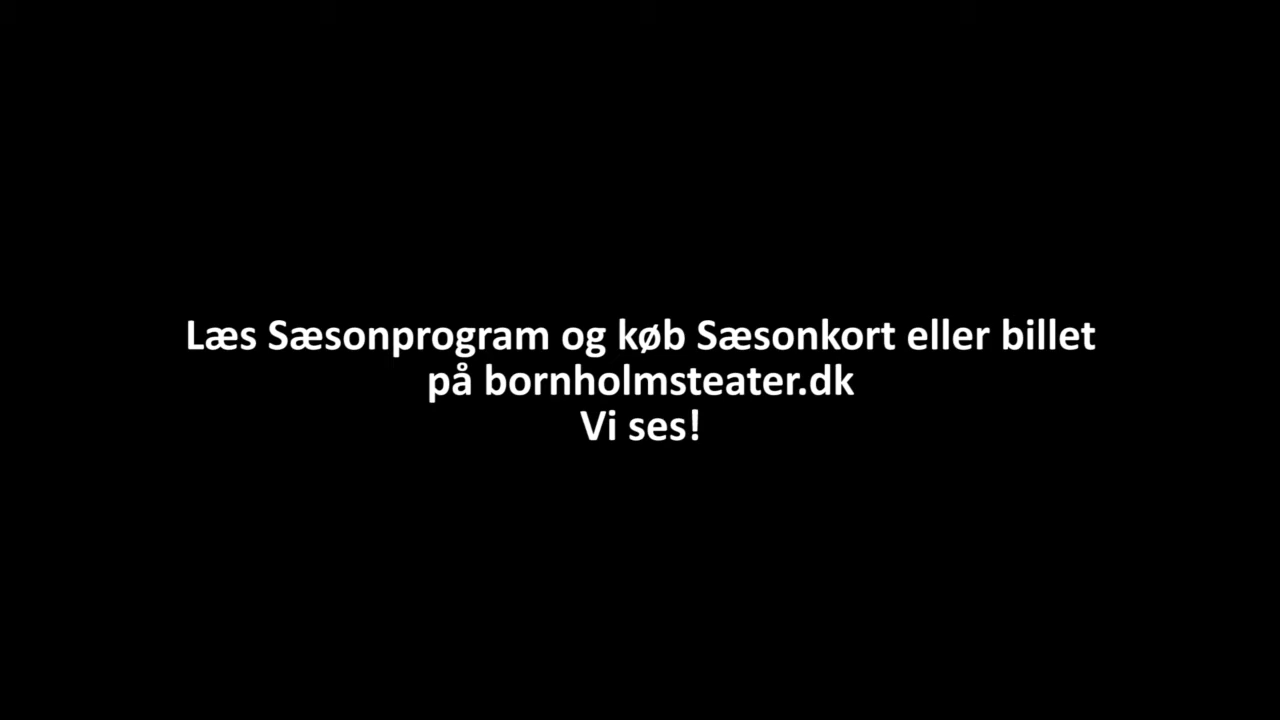 Læs Sæsonprogram og køb Sæsonkort eller billet
på bornholmsteater.dk
Vi ses!